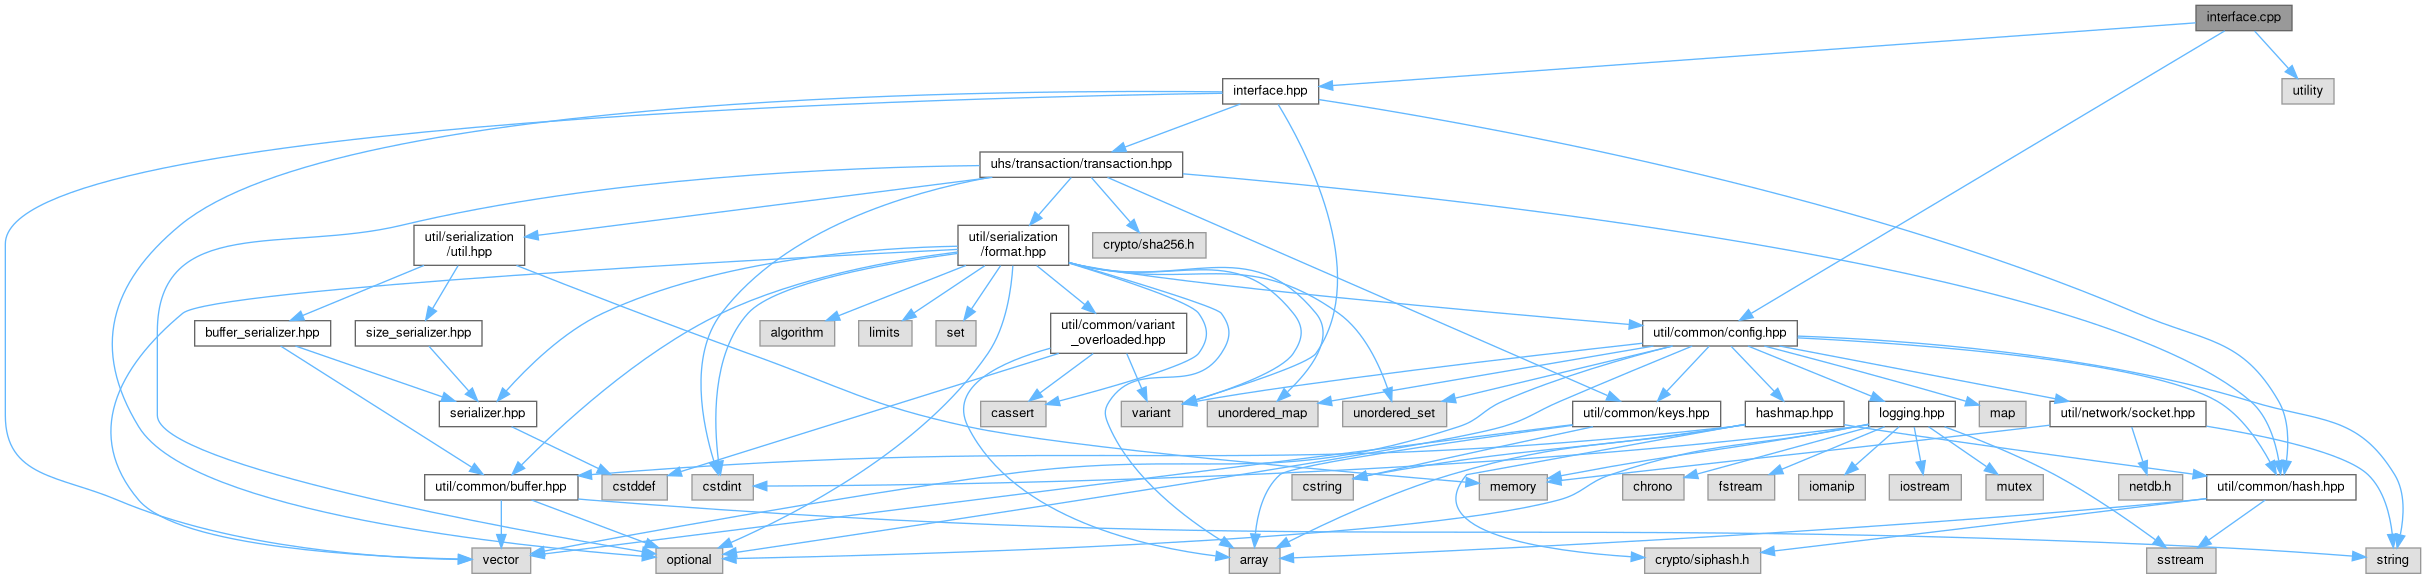 interface.cpp
interface.hpp
utility
uhs/transaction/transaction.hpp
util/serialization
/util.hpp
util/serialization
/format.hpp
crypto/sha256.h
buffer_serializer.hpp
size_serializer.hpp
algorithm
limits
set
util/common/variant
_overloaded.hpp
util/common/config.hpp
serializer.hpp
cassert
variant
unordered_map
unordered_set
util/common/keys.hpp
hashmap.hpp
logging.hpp
map
util/network/socket.hpp
util/common/buffer.hpp
cstddef
cstdint
cstring
memory
chrono
fstream
iomanip
iostream
mutex
netdb.h
util/common/hash.hpp
vector
optional
array
crypto/siphash.h
sstream
string